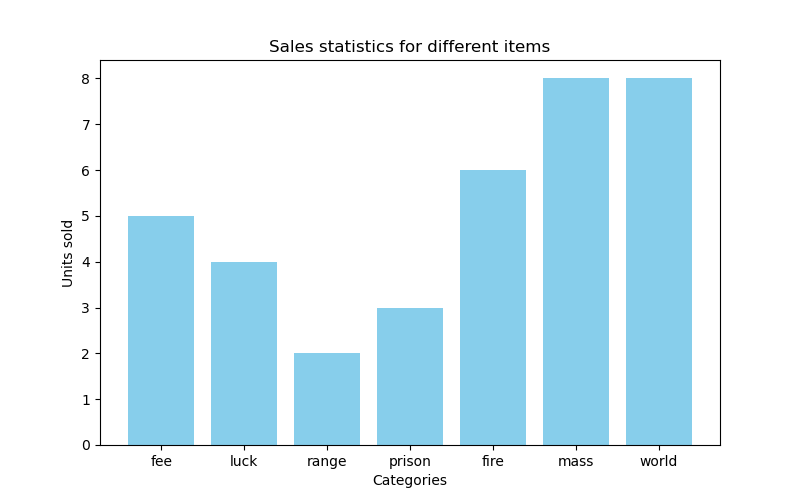 Sales statistics for different items
Units sold
8
7
6
5
4
3
2
1
0
fee luck range prison fire mass world
Categories